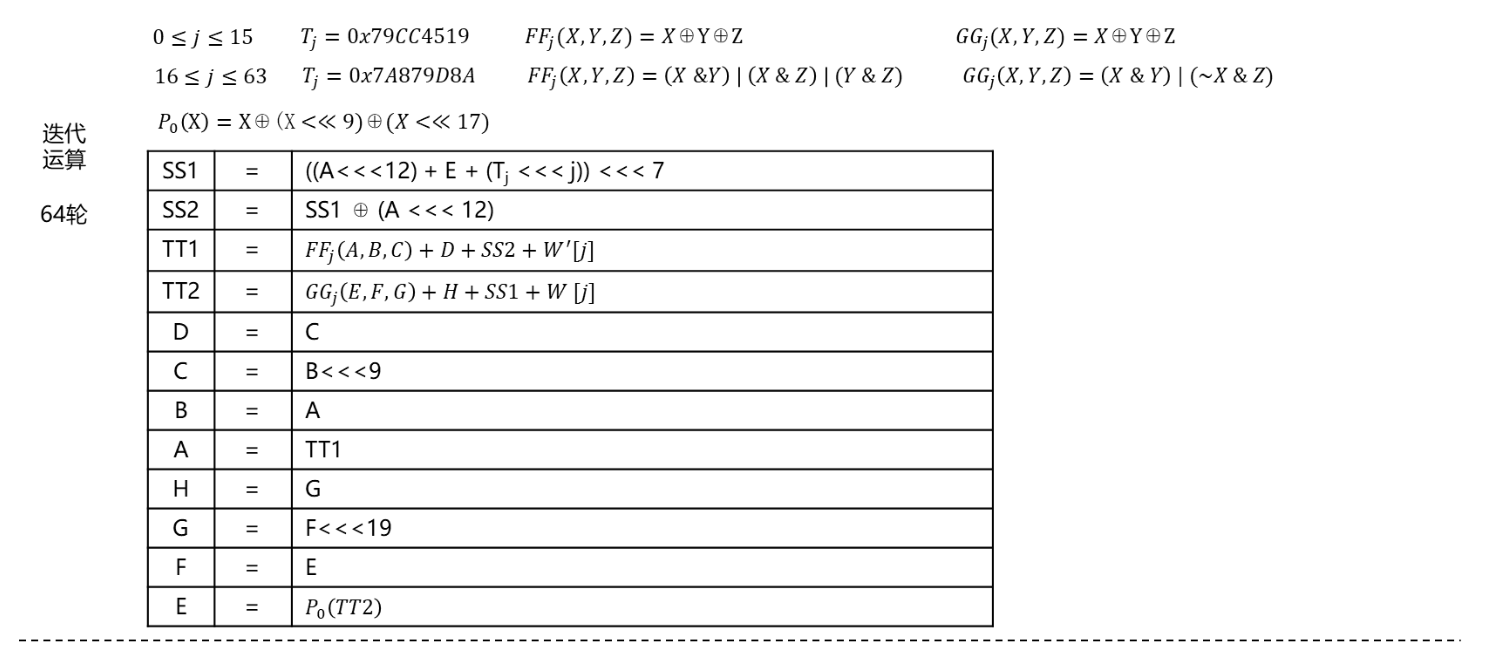 0 ≤ j ≤ 15 T_j = 0x79CC4519 FF_j(X,Y,Z) = X⊕Y⊕Z GG_j(X,Y,Z) = X⊕Y⊕Z
16 ≤ j ≤ 63 T_j = 0x7A879D8A FF_j(X,Y,Z) = (X &Y) | (X & Z) | (Y & Z) GG_j(X,Y,Z) = (X & Y) | (~X & Z)
P₀(X) = X⊕(X <≪ 9)⊕(X <≪ 17)
迭代
运算
64轮
SS1 = ((A<<<12) + E + (T_j <<< j)) <<< 7
SS2 = SS1 ⊕ (A <<< 12)
TT1 = FF_j(A,B,C) + D + SS2 + W′[j]
TT2 = GG_j(E,F,G) + H + SS1 + W [j]
D = C
C = B<<<9
B = A
A = TT1
H = G
G = F<<<19
F = E
E = P₀(TT2)